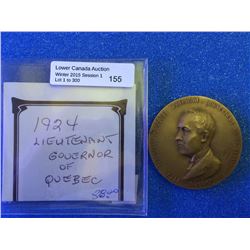 Lower Canada Auction
Winter 2015 Session 1
Lot 1 to 300
155
1924
LIEUTENANT
GOVERNOR
OF
QUEBEC